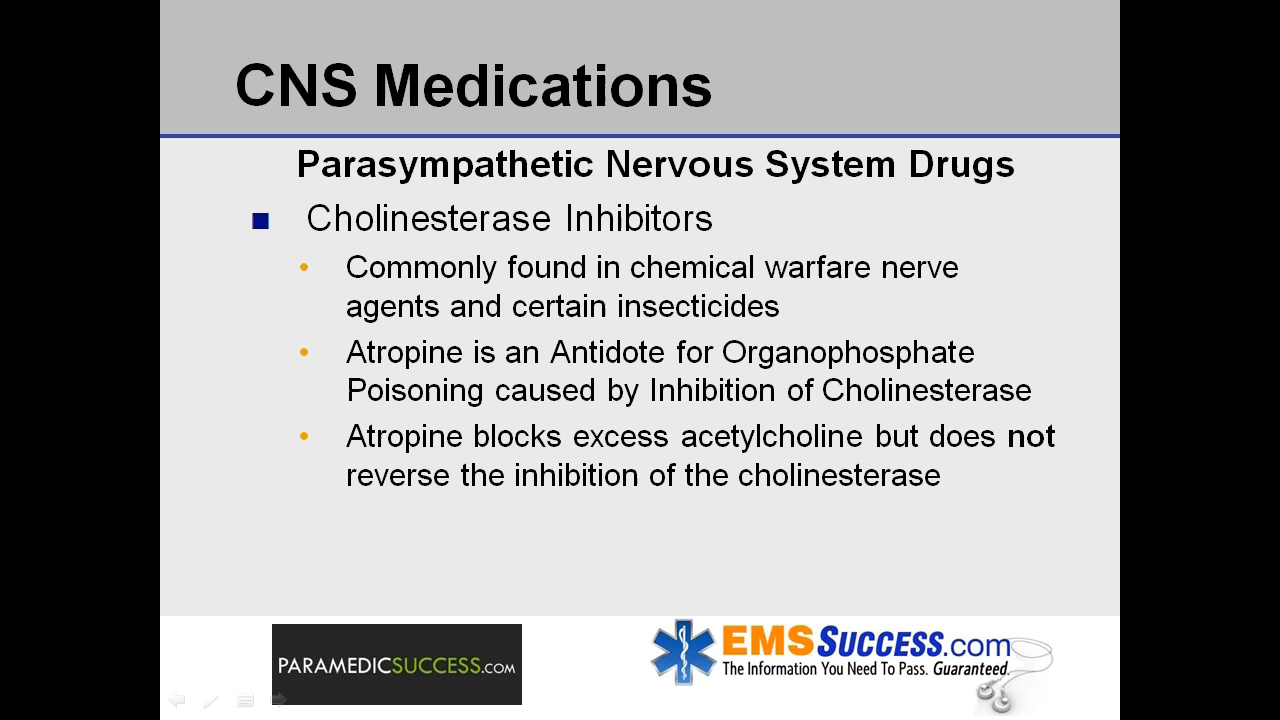 CNS Medications
Parasympathetic Nervous System Drugs
Cholinesterase Inhibitors
Commonly found in chemical warfare nerve
agents and certain insecticides
Atropine is an Antidote for Organophosphate
Poisoning caused by Inhibition of Cholinesterase
Atropine blocks excess acetylcholine but does not
reverse the inhibition of the cholinesterase
PARAMEDICSUCCESS.COM
EMSSUCCESS.com
The Information You Need To Pass. Guaranteed.